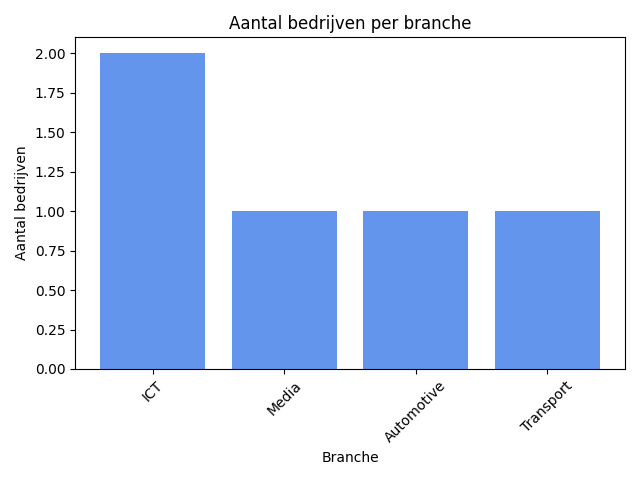 Aantal bedrijven per branche
Aantal bedrijven
2.00
1.75
1.50
1.25
1.00
0.75
0.50
0.25
0.00
ICT
Media
Automotive
Transport
Branche